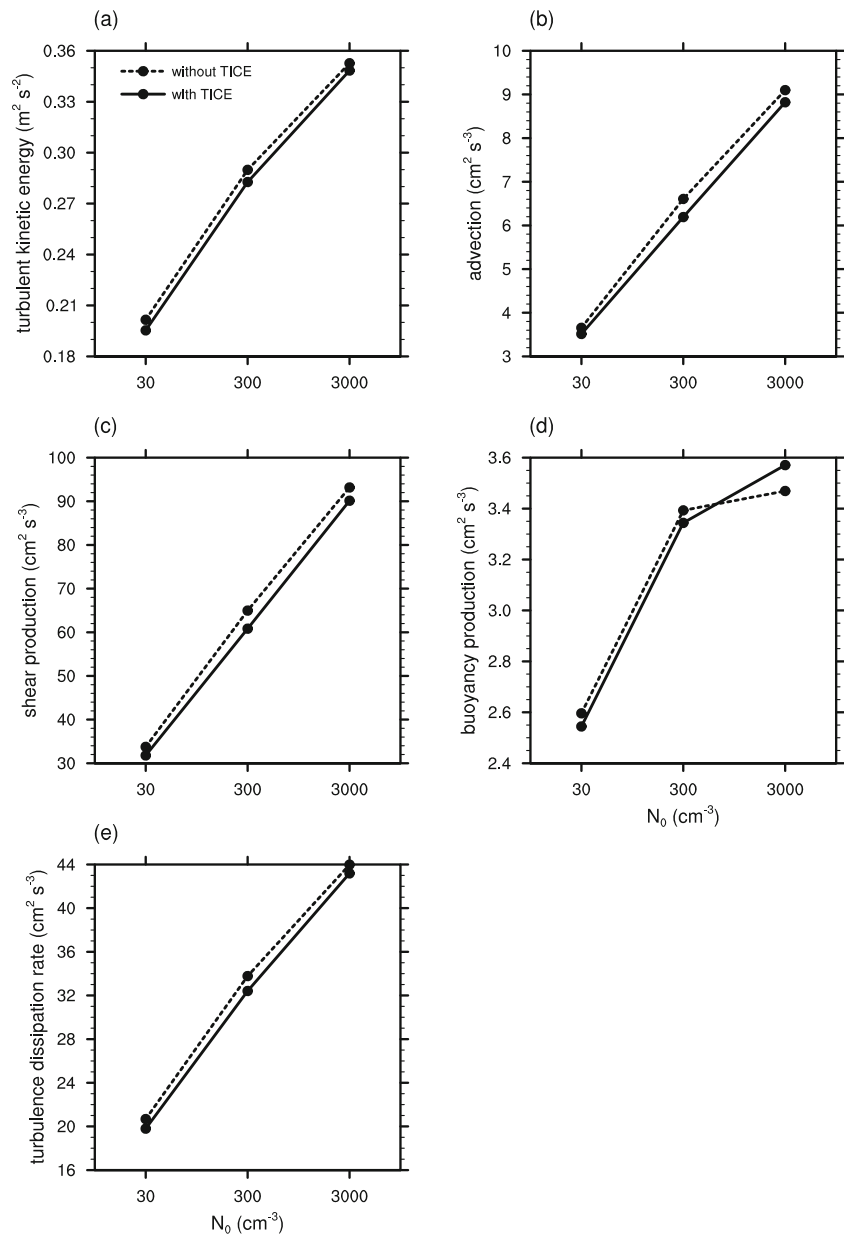 (a)
turbulent kinetic energy (m² s⁻²)
0.36
0.33
0.30
0.27
0.24
0.21
0.18
without TICE
with TICE
30 300 3000
(b)
advection (cm² s⁻³)
10
9
8
7
6
5
4
3
30 300 3000
(c)
shear production (cm² s⁻³)
100
90
80
70
60
50
40
30
30 300 3000
(d)
buoyancy production (cm² s⁻³)
3.6
3.4
3.2
3.0
2.8
2.6
2.4
30 300 3000
N₀ (cm⁻³)
(e)
turbulence dissipation rate (cm² s⁻³)
44
40
36
32
28
24
20
16
30 300 3000
N₀ (cm⁻³)